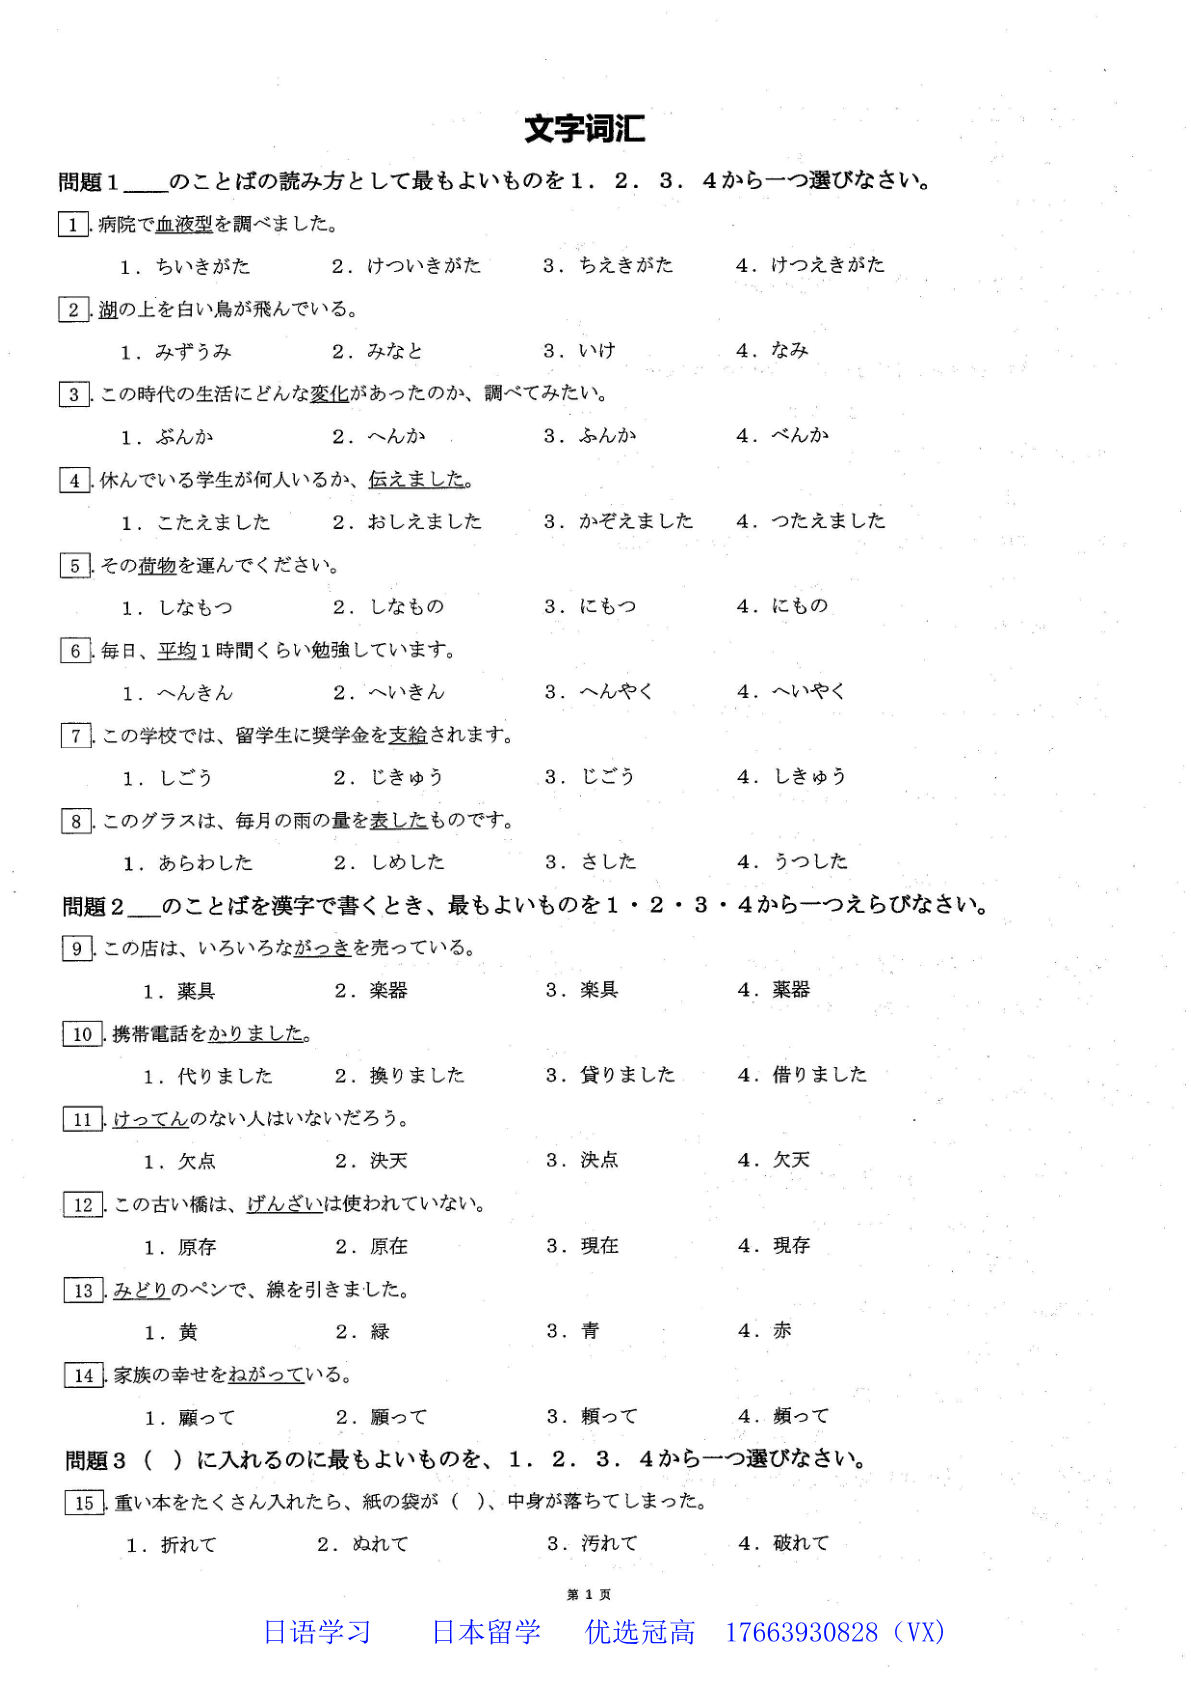 文字词汇
問題１＿＿のことばの読み方として最もよいものを１．２．３．４から一つ選びなさい。
1.病院で血液型を調べました。
１．ちいきがた ２．けついきがた ３．ちえきがた ４．けつえきがた
2.湖の上を白い鳥が飛んでいる。
１．みずうみ ２．みなと ３．いけ ４．なみ
3.この時代の生活にどんな変化があったのか、調べてみたい。
１．ぶんか ２．へんか ３．ふんか ４．べんか
4.休んでいる学生が何人いるか、伝えました。
１．こたえました ２．おしえました ３．かぞえました ４．つたえました
5.その荷物を運んでください。
１．しなもつ ２．しなもの ３．にもつ ４．にもの
6.毎日、平均１時間くらい勉強しています。
１．へんきん ２．へいきん ３．へんやく ４．へいやく
7.この学校では、留学生に奨学金を支給されます。
１．しごう ２．じきゅう ３．じごう ４．しきゅう
8.このグラスは、毎月の雨の量を表したものです。
１．あらわした ２．しめした ３．さした ４．うつした
問題２＿＿のことばを漢字で書くとき、最もよいものを１・２・３・４から一つえらびなさい。
9.この店は、いろいろながっきを売っている。
１．薬具 ２．楽器 ３．楽具 ４．薬器
10.携帯電話をかりました。
１．代りました ２．換りました ３．貸りました ４．借りました
11.けってんのない人はいないだろう。
１．欠点 ２．決天 ３．決点 ４．欠天
12.この古い橋は、げんざいは使われていない。
１．原存 ２．原在 ３．現在 ４．現存
13.みどりのペンで、線を引きました。
１．黄 ２．緑 ３．青 ４．赤
14.家族の幸せをねがっている。
１．顧って ２．願って ３．頼って ４．頻って
問題３（　）に入れるのに最もよいものを、１．２．３．４から一つ選びなさい。
15.重い本をたくさん入れたら、紙の袋が（　）、中身が落ちてしまった。
１．折れて ２．ぬれて ３．汚れて ４．破れて
第 1 页
日语学习 日本留学 优选冠高 17663930828（VX）